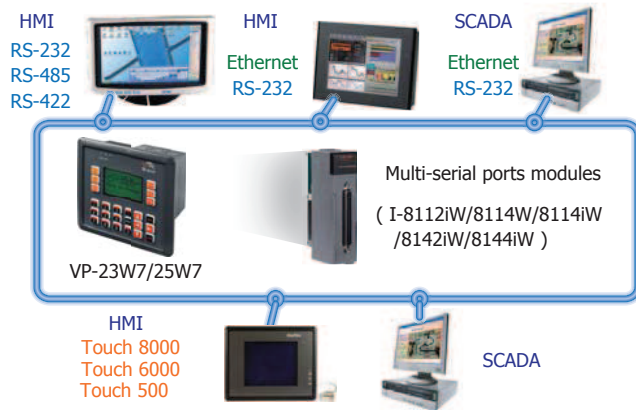 HMI
RS-232
RS-485
RS-422
HMI
Ethernet
RS-232
SCADA
Ethernet
RS-232
VP-23W7/25W7
Multi-serial ports modules
( I-8112iW/8114W/8114iW
/8142iW/8144iW )
HMI
Touch 8000
Touch 6000
Touch 500
SCADA